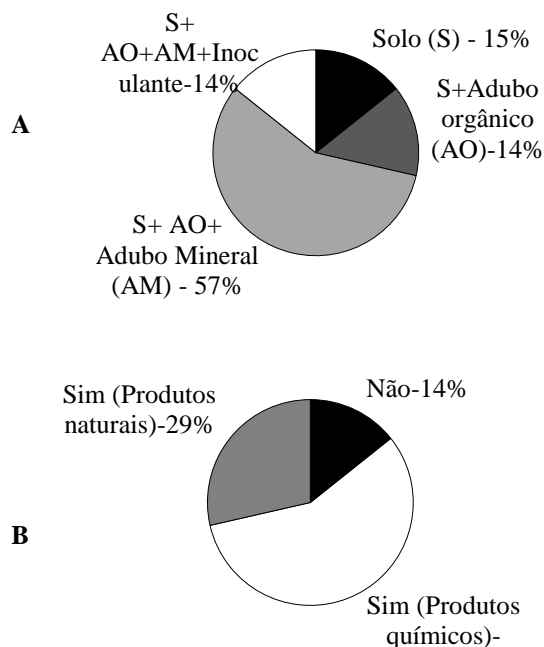 S+
AO+AM+Inoc
ulante-14%
Solo (S) - 15%
A
S+Adubo
orgânico
(AO)-14%
S+ AO+
Adubo Mineral
(AM) - 57%
Sim (Produtos
naturais)-29%
Não-14%
B
Sim (Produtos
químicos)-